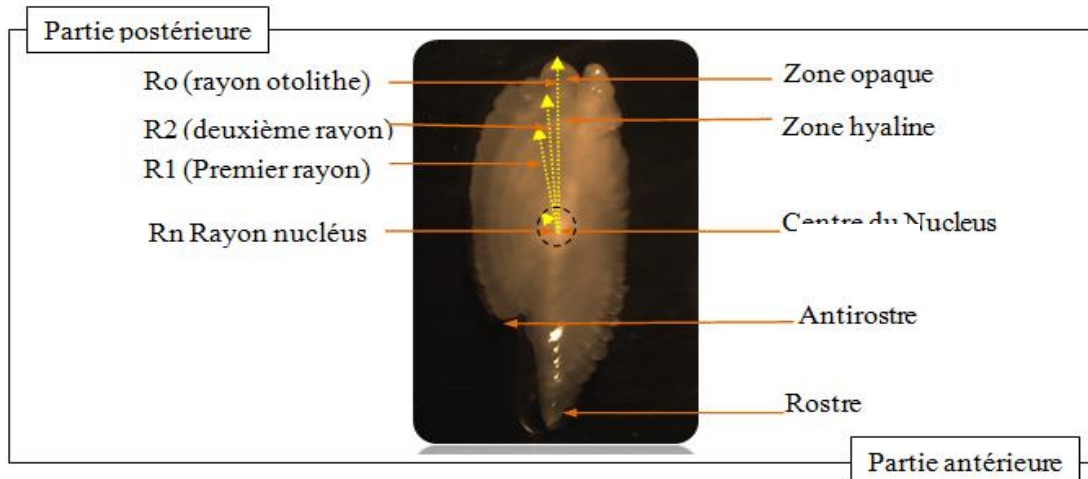 Partie postérieure
Ro (rayon otolithe)
Zone opaque
R2 (deuxième rayon)
Zone hyaline
R1 (Premier rayon)
Rn Rayon nucléus
Centre du Nucleus
Antirostre
Rostre
Partie antérieure